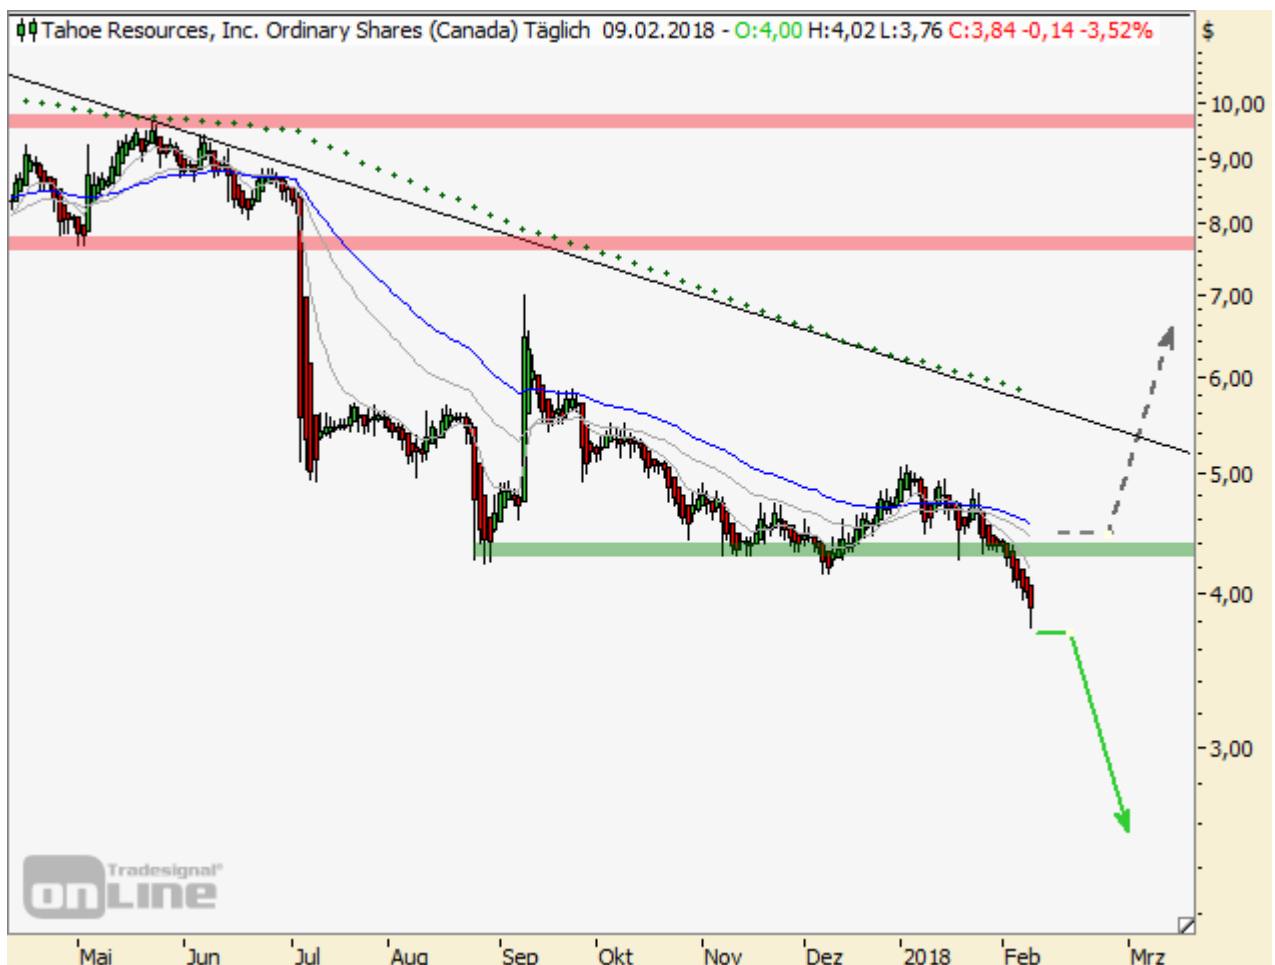 Tahoe Resources, Inc. Ordinary Shares (Canada) Täglich 09.02.2018 - O:4,00 H:4,02 L:3,76 C:3,84 -0,14 -3,52%
$
10,00
9,00
8,00
7,00
6,00
5,00
4,00
3,00
Tradesignal®
onLine
Mai Jun Jul Aug Sep Okt Nov Dez 2018 Feb Mrz